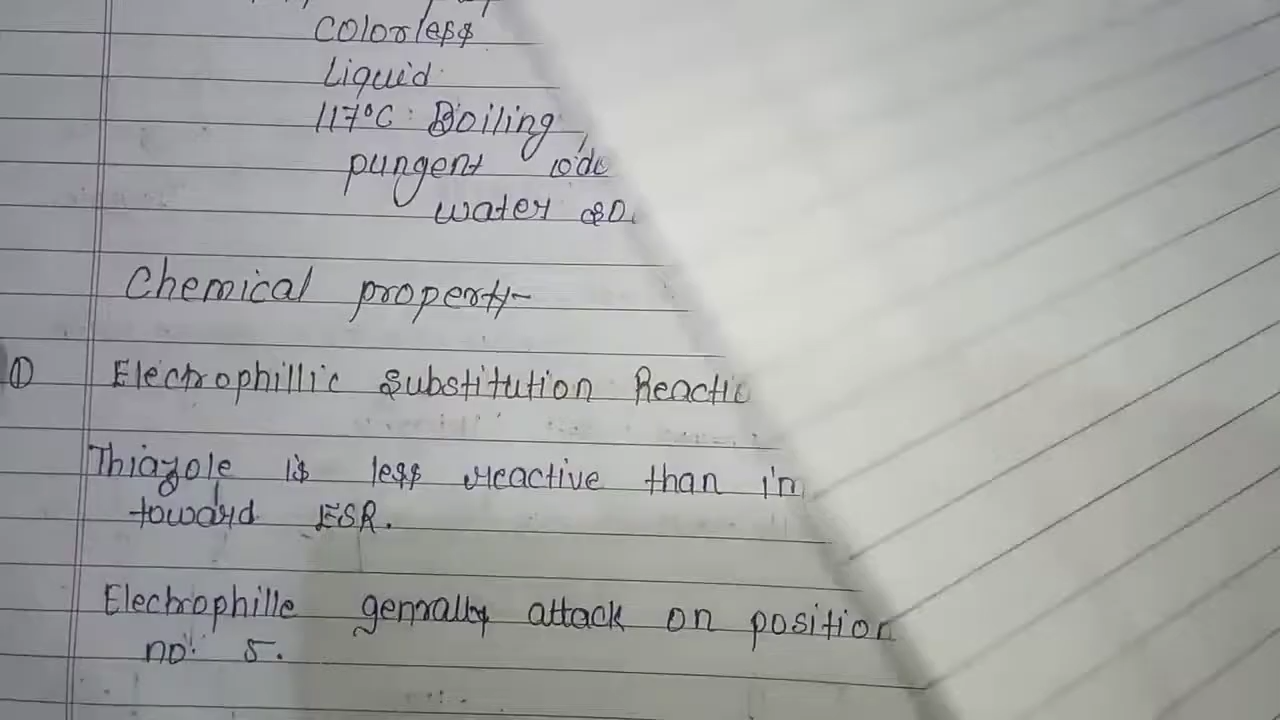 Colorless
Liquid
117°C: Boiling
pungent
water
Chemical property-
① Electrophillic Substitution Reactio
Thiazole is less reactive than im
toward ESR.
Electrophille genrally attack on position
no: 5.